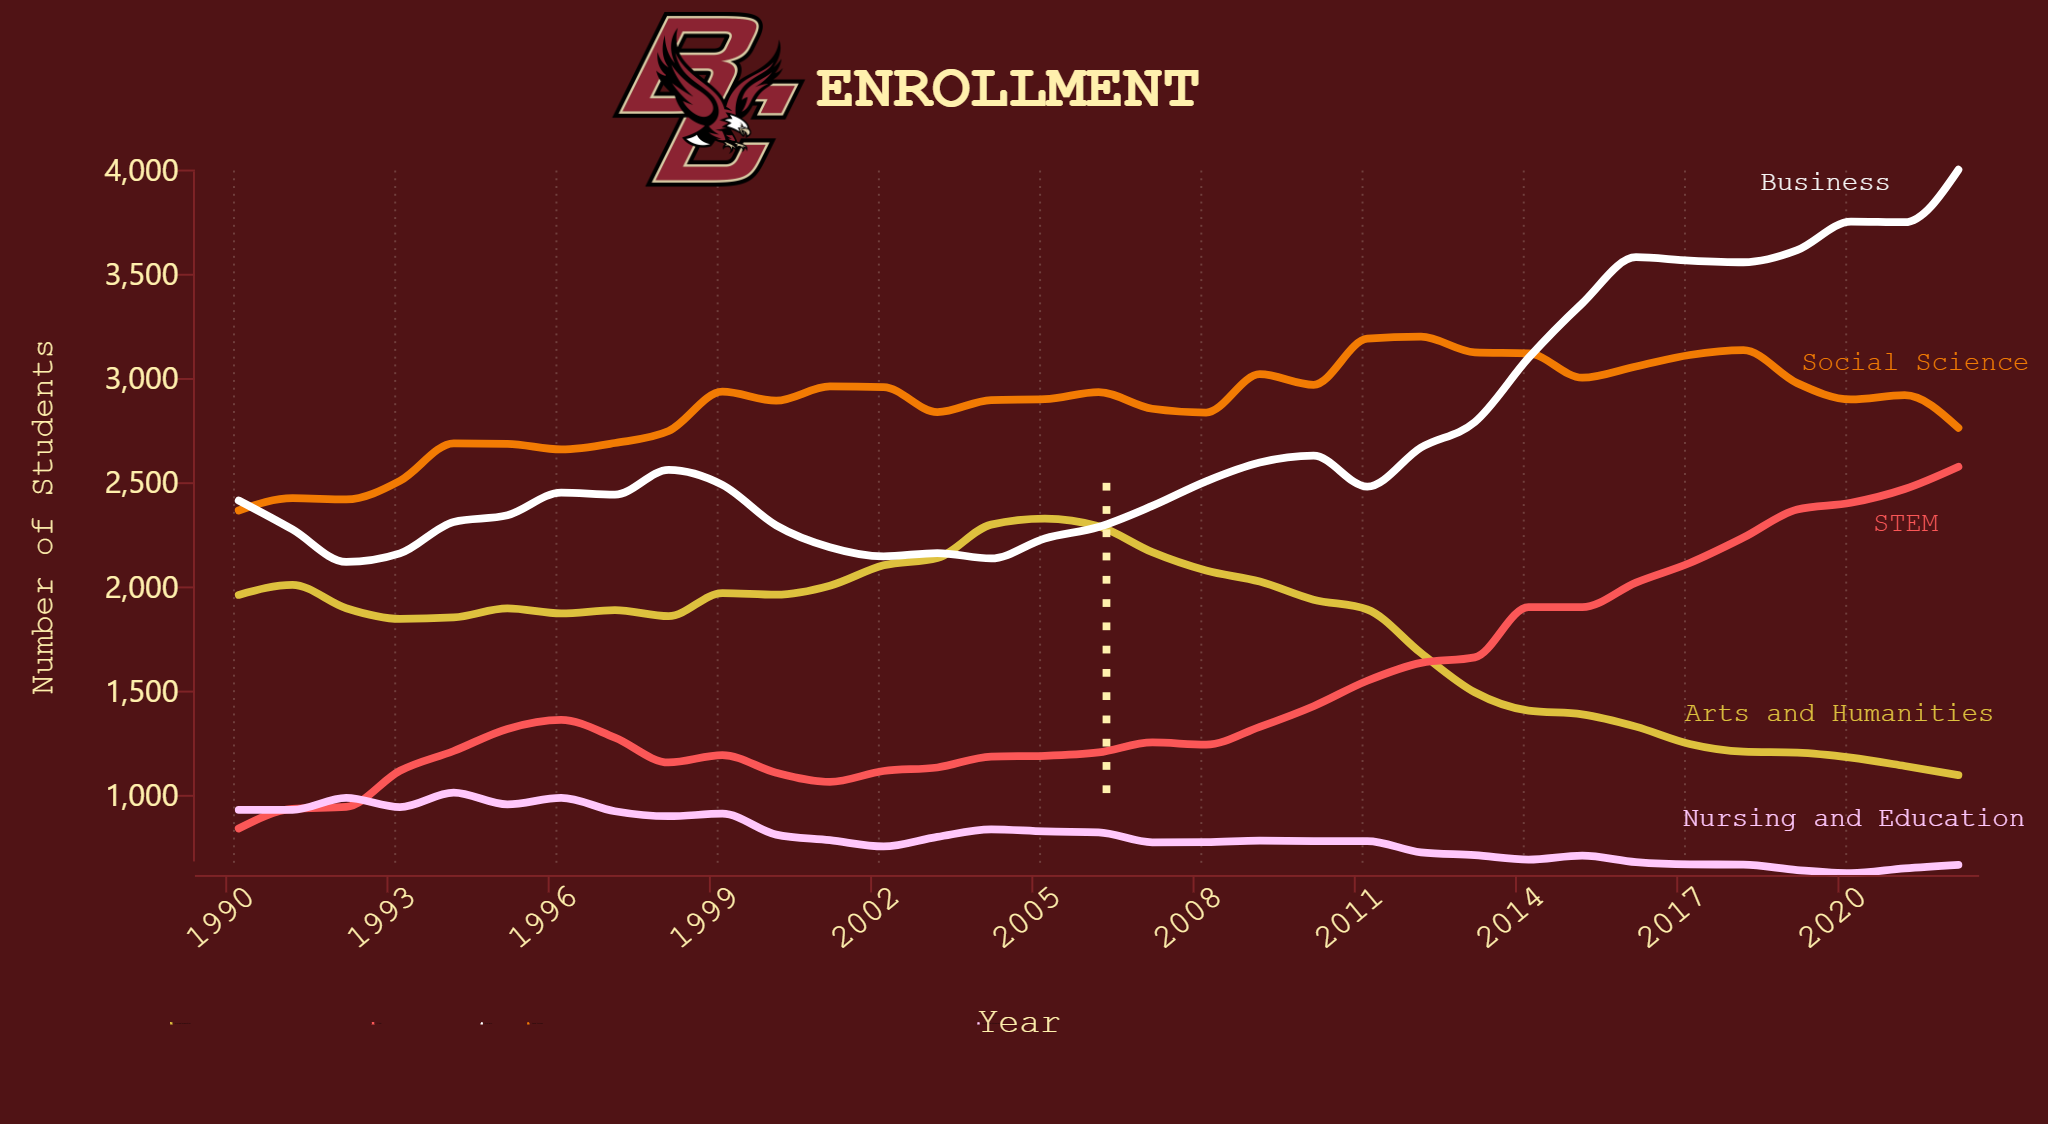 BC
ENROLLMENT
Number of Students
4,000
3,500
3,000
2,500
2,000
1,500
1,000
Business
Social Science
STEM
Arts and Humanities
Nursing and Education
1990
1993
1996
1999
2002
2005
2008
2011
2014
2017
2020
Year